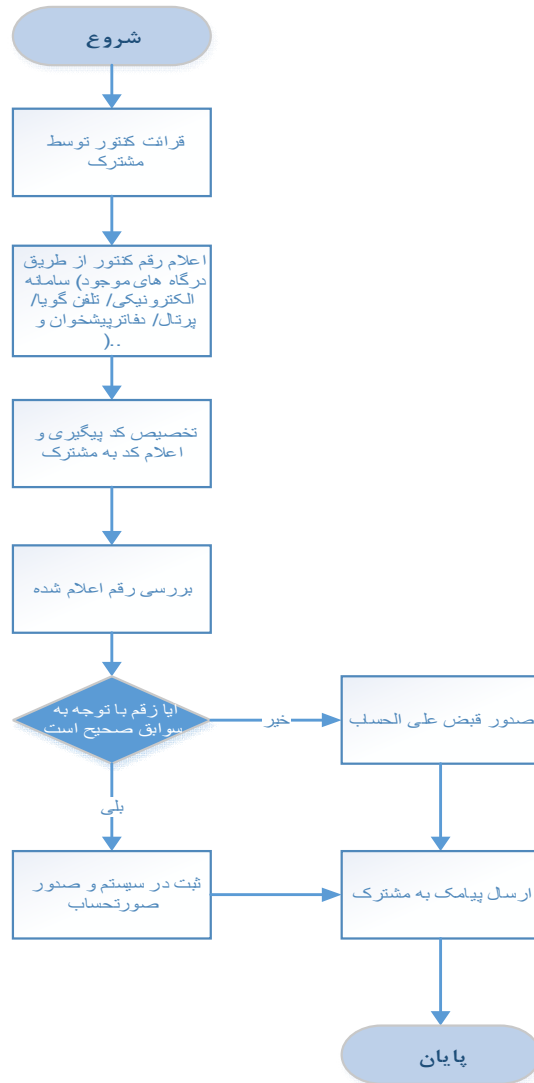 شروع
قرائت کنتور توسط
مشترک
اعلام رقم کنتور از طریق
درگاه های موجود) سامانه
الکترونیکی/ تلفن گویا/
پرتال/ دفاترپیشخوان و
..(
تخصیص کد پیگیری و
اعلام کد به مشترک
بررسی رقم اعلام شده
آیا رقم با توجه به
سوابق صحیح است
خیر
صدور قبض علی الحساب
بلی
ثبت در سیستم و صدور
صورتحساب
ارسال پیامک به مشترک
پایان